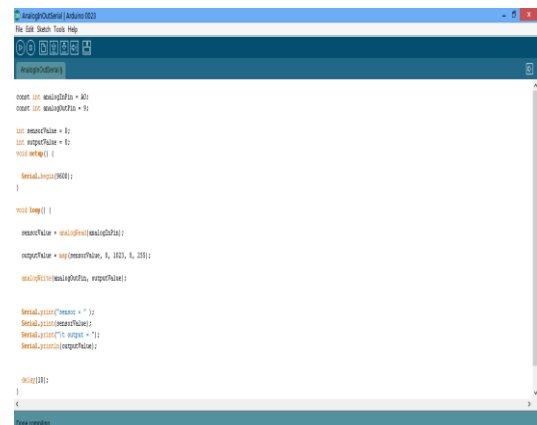 AnalogInOutSerial | Arduino 0023
File Edit Sketch Tools Help
AnalogInOutSerial §
const int analogInPin = A0;
const int analogOutPin = 9;
int sensorValue = 0;
int outputValue = 0;
void setup() {
Serial.begin(9600);
}
void loop() {
sensorValue = analogRead(analogInPin);
outputValue = map(sensorValue, 0, 1023, 0, 255);
analogWrite(analogOutPin, outputValue);
Serial.print("sensor = " );
Serial.print(sensorValue);
Serial.print("\t output = ");
Serial.println(outputValue);
delay(10);
}
Done compiling